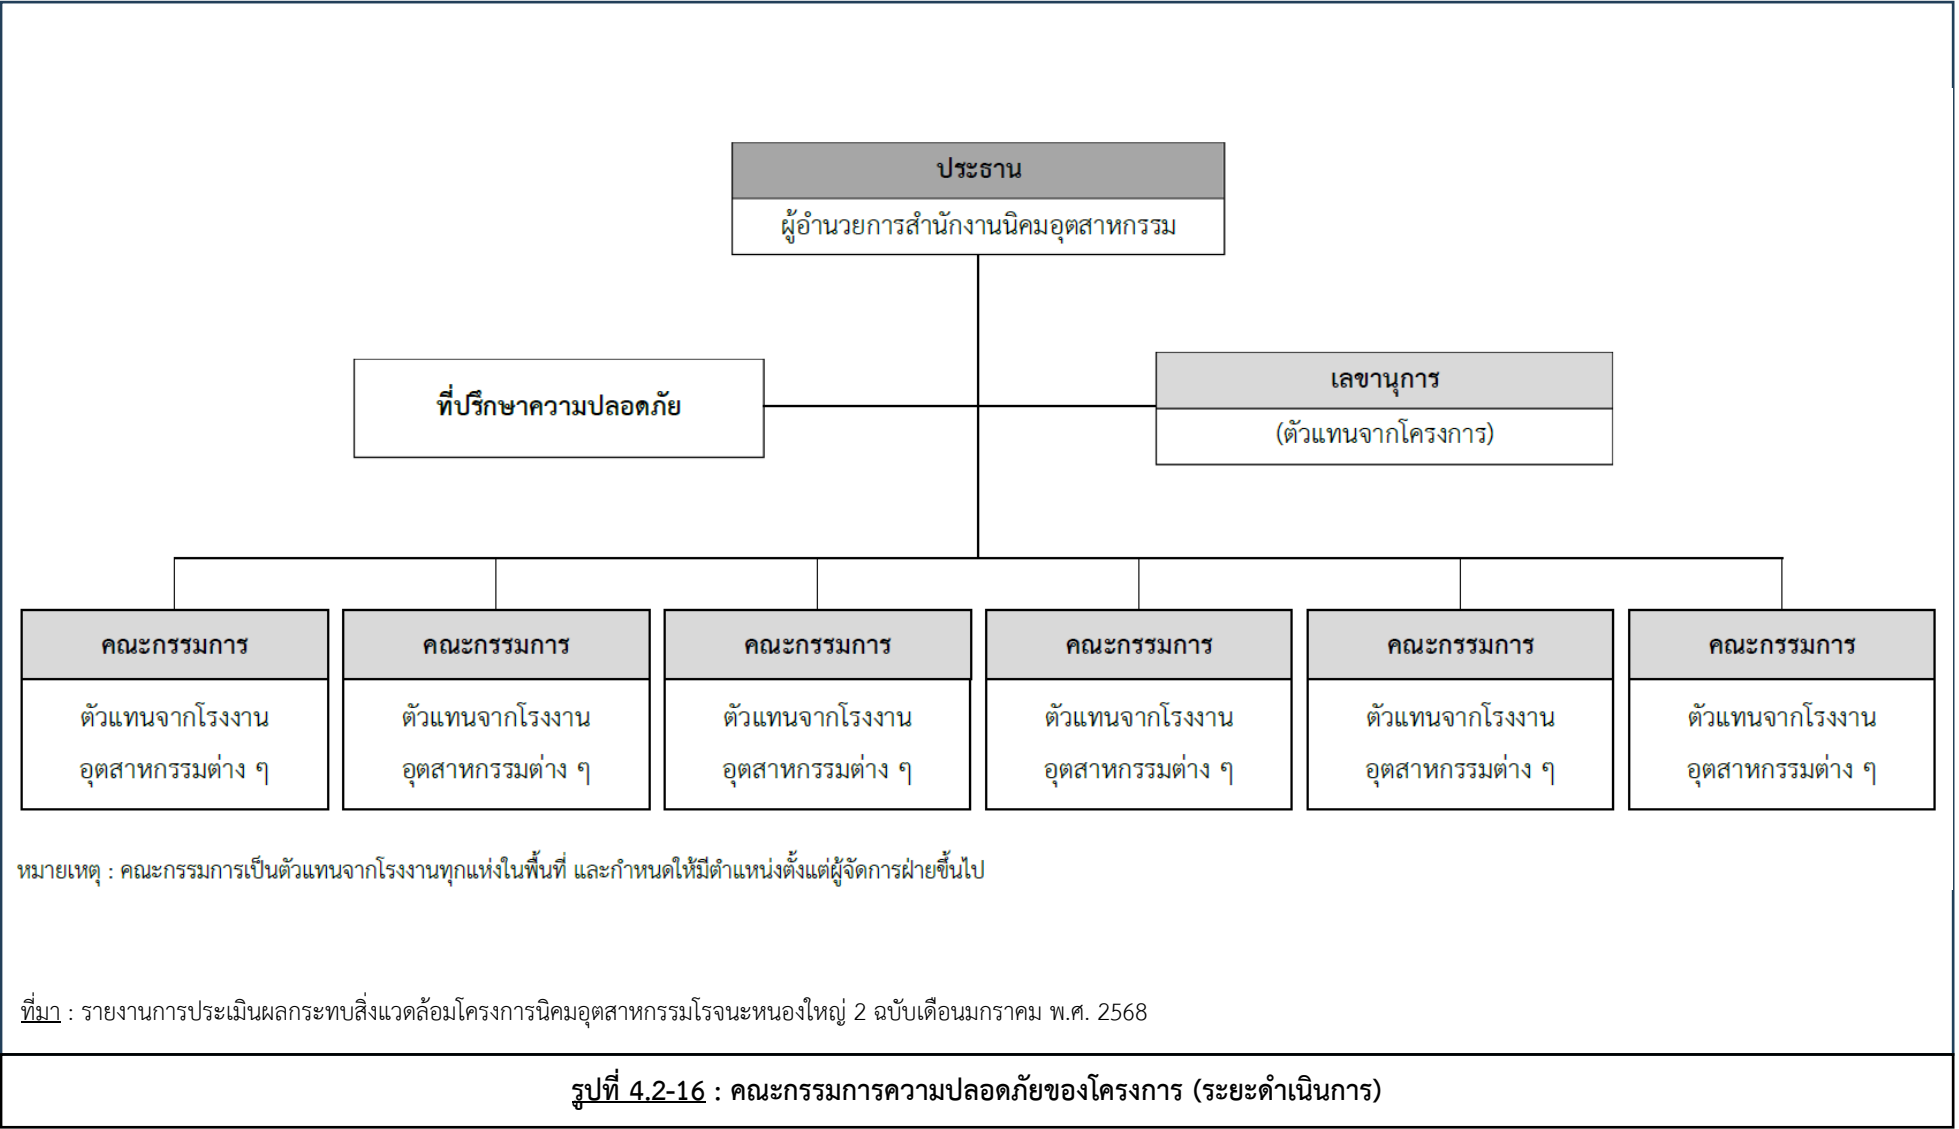 ประธาน
ผู้อำนวยการสำนักงานนิคมอุตสาหกรรม
ที่ปรึกษาความปลอดภัย
เลขานุการ
(ตัวแทนจากโครงการ)
คณะกรรมการ
ตัวแทนจากโรงงาน
อุตสาหกรรมต่าง ๆ
คณะกรรมการ
ตัวแทนจากโรงงาน
อุตสาหกรรมต่าง ๆ
คณะกรรมการ
ตัวแทนจากโรงงาน
อุตสาหกรรมต่าง ๆ
คณะกรรมการ
ตัวแทนจากโรงงาน
อุตสาหกรรมต่าง ๆ
คณะกรรมการ
ตัวแทนจากโรงงาน
อุตสาหกรรมต่าง ๆ
คณะกรรมการ
ตัวแทนจากโรงงาน
อุตสาหกรรมต่าง ๆ
หมายเหตุ : คณะกรรมการเป็นตัวแทนจากโรงงานทุกแห่งในพื้นที่ และกำหนดให้มีตำแหน่งตั้งแต่ผู้จัดการฝ่ายขึ้นไป
ที่มา : รายงานการประเมินผลกระทบสิ่งแวดล้อมโครงการนิคมอุตสาหกรรมโรจนะหนองใหญ่ 2 ฉบับเดือนมกราคม พ.ศ. 2568
รูปที่ 4.2-16 : คณะกรรมการความปลอดภัยของโครงการ (ระยะดำเนินการ)